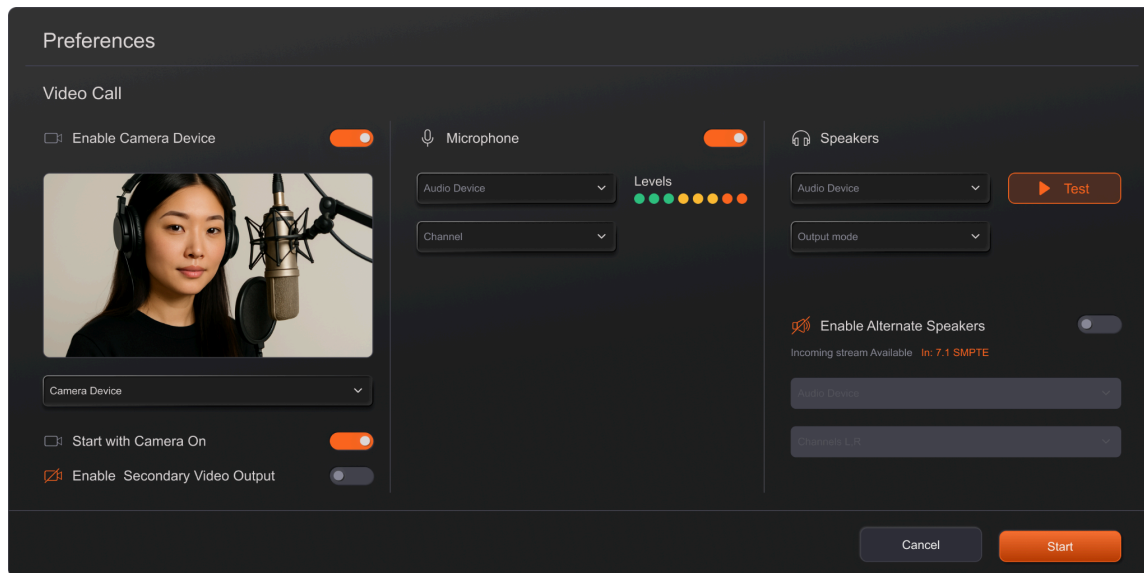 Preferences
Video Call
Enable Camera Device
Camera Device
Start with Camera On
Enable Secondary Video Output
Microphone
Audio Device
Levels
Channel
Speakers
Audio Device
Test
Output mode
Enable Alternate Speakers
Incoming stream Available In: 7.1 SMPTE
Audio Device
Channels L,R
Cancel
Start